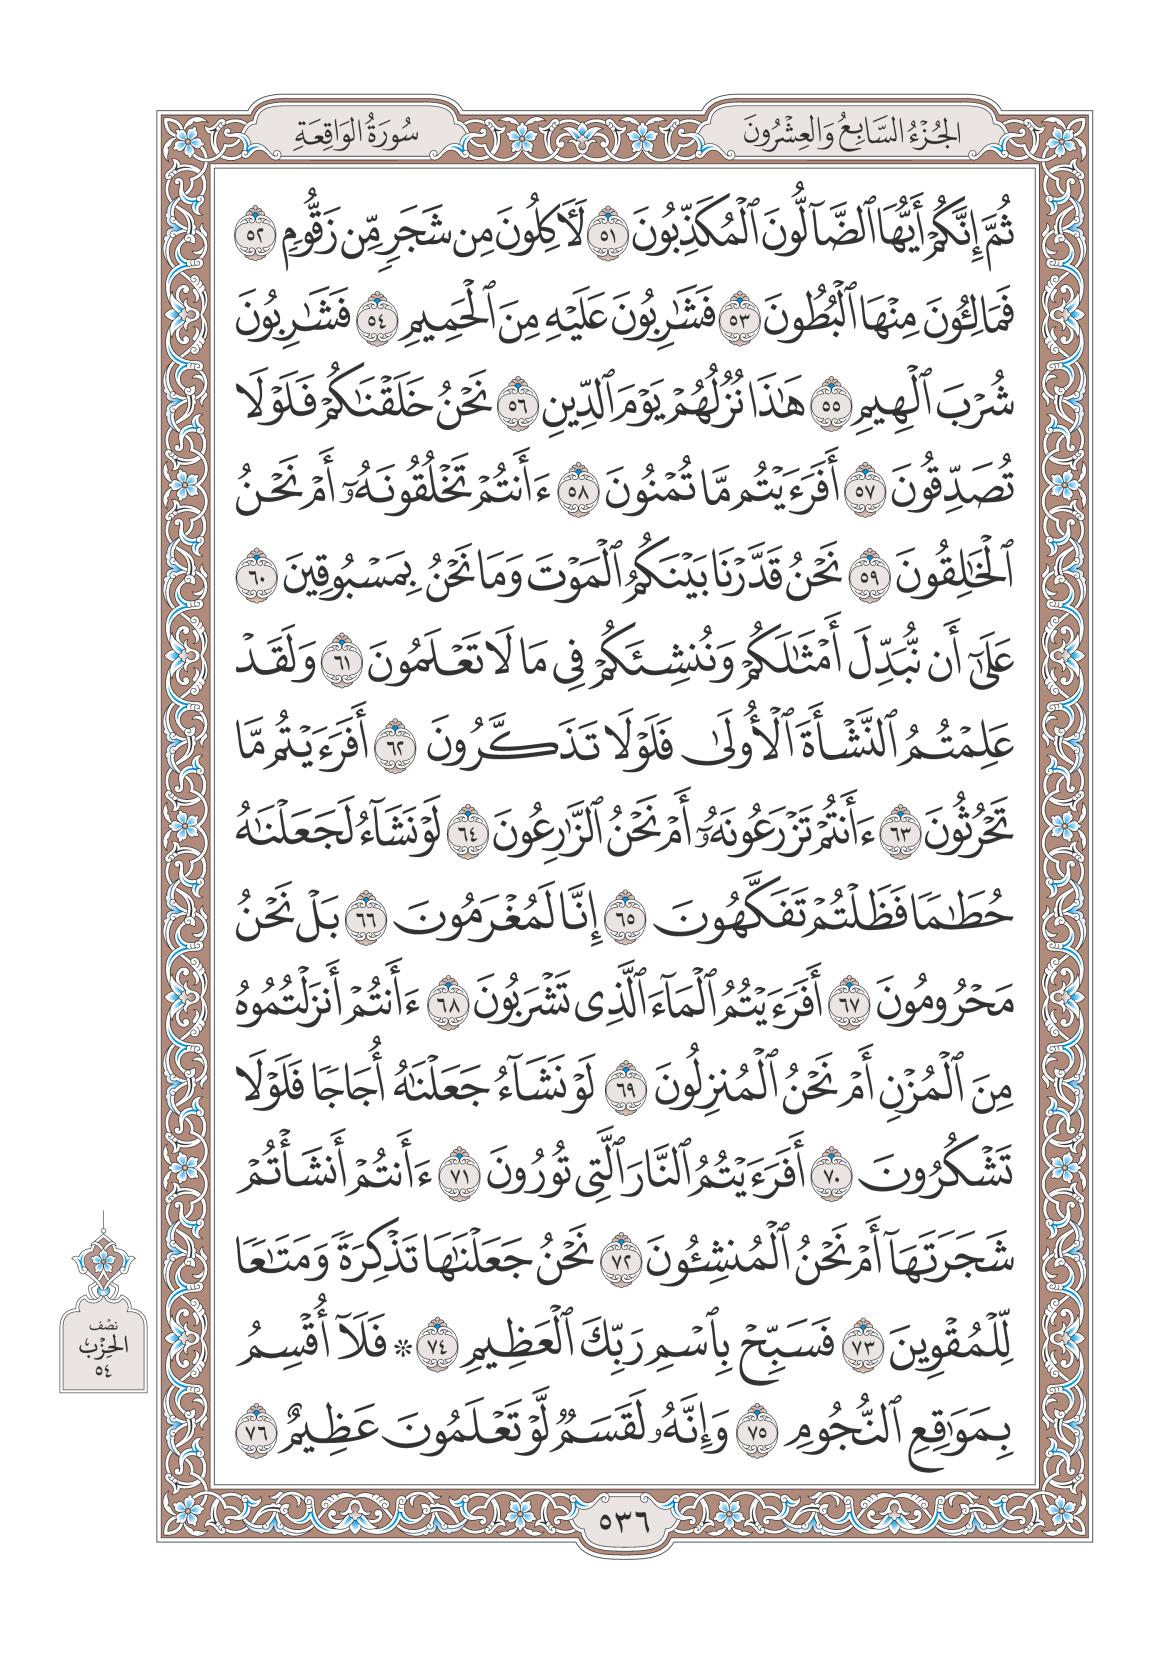 الجُزْءُ السَّابِعُ وَالعِشْرُونَ
سُورَةُ الوَاقِعَةِ
ثُمَّ إِنَّكُمْ أَيُّهَا ٱلضَّآلُّونَ ٱلْمُكَذِّبُونَ ٥١ لَـَٔاكِلُونَ مِن شَجَرٍ مِّن زَقُّومٍ ٥٢
فَمَالِـُٔونَ مِنْهَا ٱلْبُطُونَ ٥٣ فَشَٰرِبُونَ عَلَيْهِ مِنَ ٱلْحَمِيمِ ٥٤ فَشَٰرِبُونَ
شُرْبَ ٱلْهِيمِ ٥٥ هَٰذَا نُزُلُهُمْ يَوْمَ ٱلدِّينِ ٥٦ نَحْنُ خَلَقْنَٰكُمْ فَلَوْلَا
تُصَدِّقُونَ ٥٧ أَفَرَءَيْتُم مَّا تُمْنُونَ ٥٨ ءَأَنتُمْ تَخْلُقُونَهُۥٓ أَمْ نَحْنُ
ٱلْخَٰلِقُونَ ٥٩ نَحْنُ قَدَّرْنَا بَيْنَكُمُ ٱلْمَوْتَ وَمَا نَحْنُ بِمَسْبُوقِينَ ٦٠
عَلَىٰٓ أَن نُّبَدِّلَ أَمْثَٰلَكُمْ وَنُنشِئَكُمْ فِى مَا لَا تَعْلَمُونَ ٦١ وَلَقَدْ
عَلِمْتُمُ ٱلنَّشْأَةَ ٱلْأُولَىٰ فَلَوْلَا تَذَكَّرُونَ ٦٢ أَفَرَءَيْتُم مَّا
تَحْرُثُونَ ٦٣ ءَأَنتُمْ تَزْرَعُونَهُۥٓ أَمْ نَحْنُ ٱلزَّٰرِعُونَ ٦٤ لَوْ نَشَآءُ لَجَعَلْنَٰهُ
حُطَٰمًا فَظَلْتُمْ تَفَكَّهُونَ ٦٥ إِنَّا لَمُغْرَمُونَ ٦٦ بَلْ نَحْنُ
مَحْرُومُونَ ٦٧ أَفَرَءَيْتُمُ ٱلْمَآءَ ٱلَّذِى تَشْرَبُونَ ٦٨ ءَأَنتُمْ أَنزَلْتُمُوهُ
مِنَ ٱلْمُزْنِ أَمْ نَحْنُ ٱلْمُنزِلُونَ ٦٩ لَوْ نَشَآءُ جَعَلْنَٰهُ أُجَاجًا فَلَوْلَا
تَشْكُرُونَ ٧٠ أَفَرَءَيْتُمُ ٱلنَّارَ ٱلَّتِى تُورُونَ ٧١ ءَأَنتُمْ أَنشَأْتُمْ
شَجَرَتَهَآ أَمْ نَحْنُ ٱلْمُنشِـُٔونَ ٧٢ نَحْنُ جَعَلْنَٰهَا تَذْكِرَةً وَمَتَٰعًا
لِّلْمُقْوِينَ ٧٣ فَسَبِّحْ بِٱسْمِ رَبِّكَ ٱلْعَظِيمِ ٧٤ ۞ فَلَآ أُقْسِمُ
بِمَوَٰقِعِ ٱلنُّجُومِ ٧٥ وَإِنَّهُۥ لَقَسَمٌ لَّوْ تَعْلَمُونَ عَظِيمٌ ٧٦
نصْف
الحِزْب
٥٤
٥٣٦